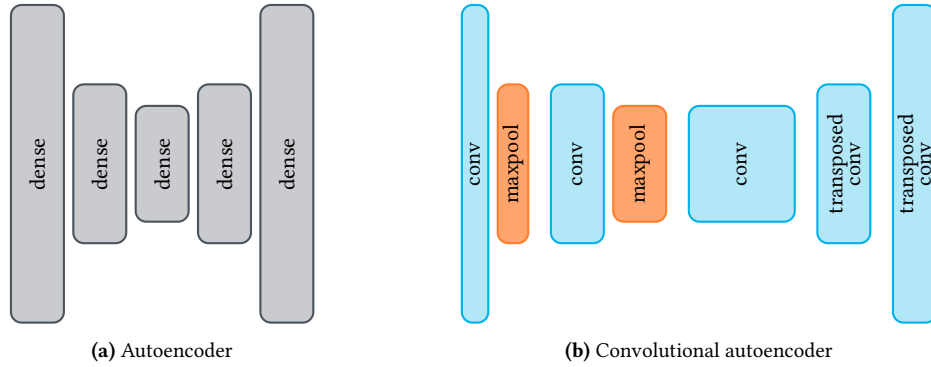 dense
dense
dense
dense
dense
conv
maxpool
conv
maxpool
conv
transposed
conv
transposed
conv
(a) Autoencoder
(b) Convolutional autoencoder